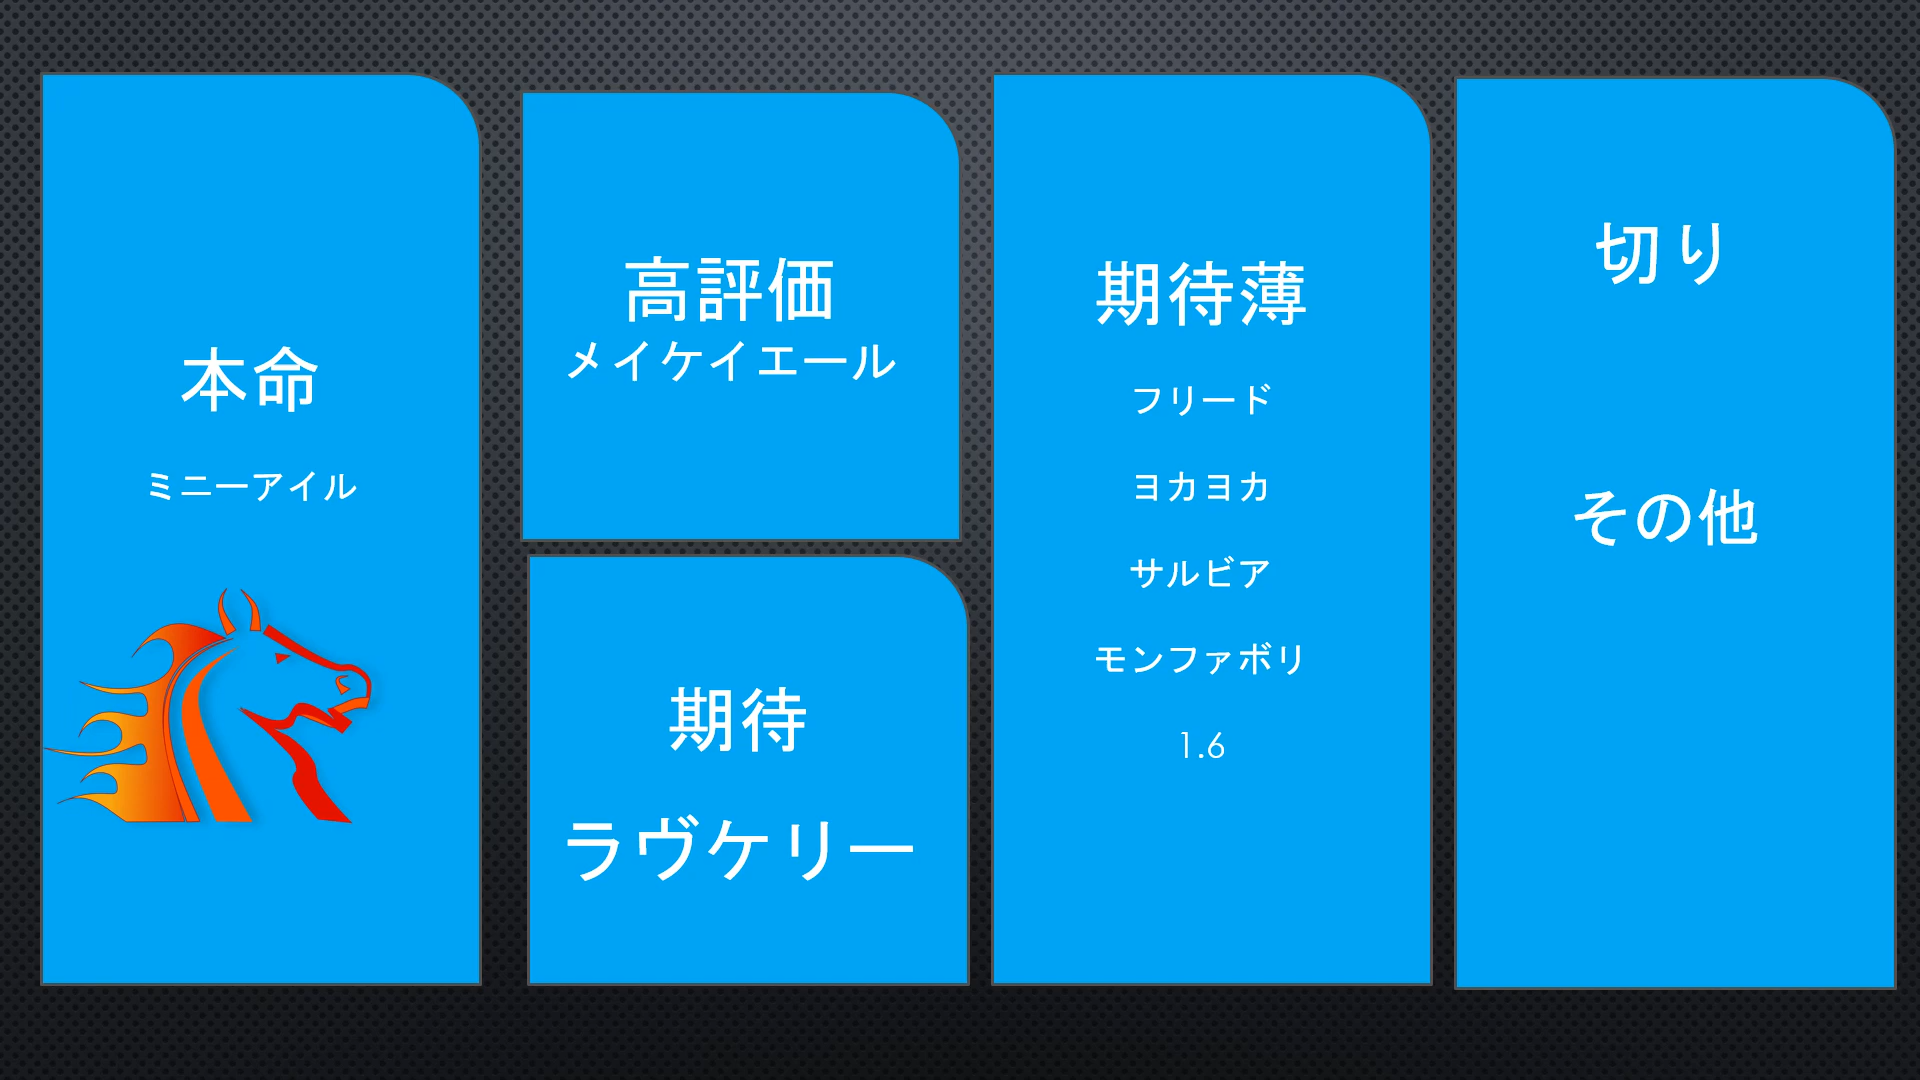 本命
ミニーアイル
高評価
メイケイエール
期待
ラヴケリー
期待薄
フリード
ヨカヨカ
サルビア
モンファボリ
1.6
切り
その他